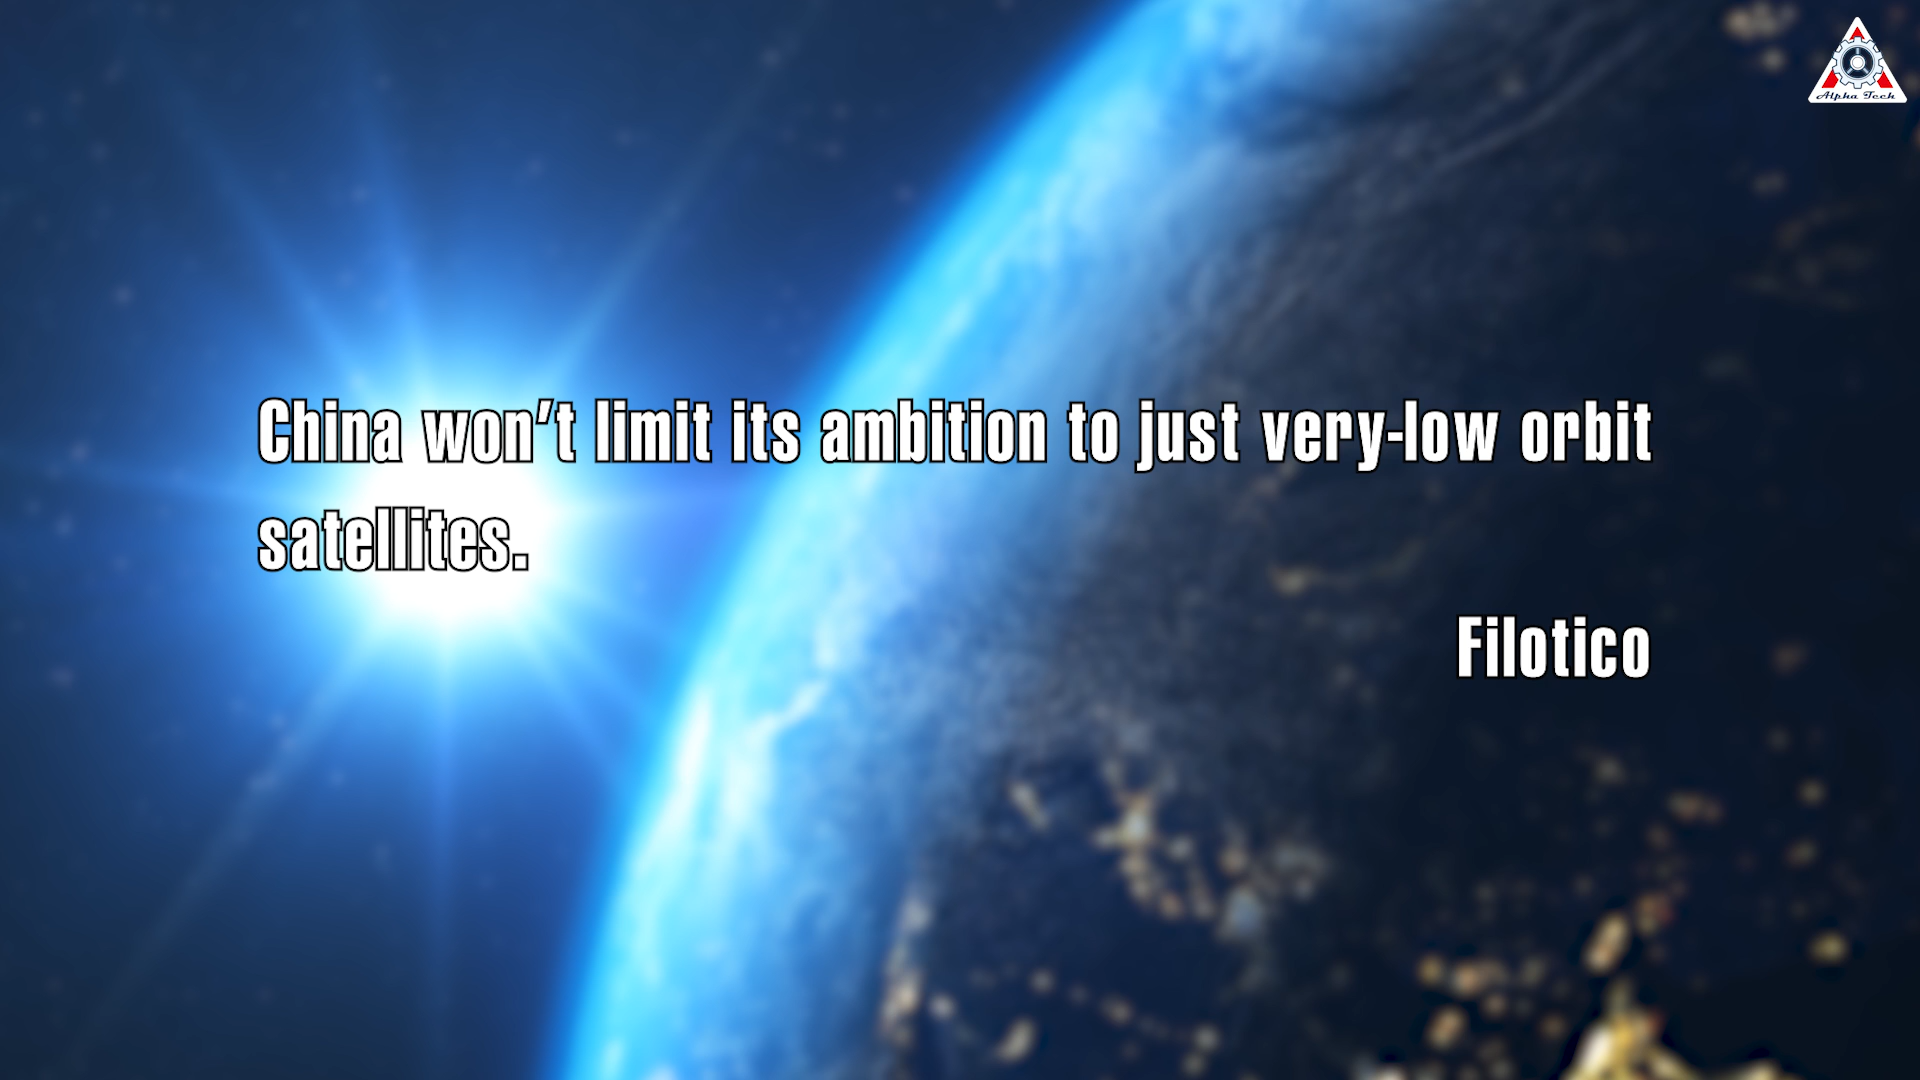 Alpha Tech
China won’t limit its ambition to just very-low orbit
satellites.
Filotico